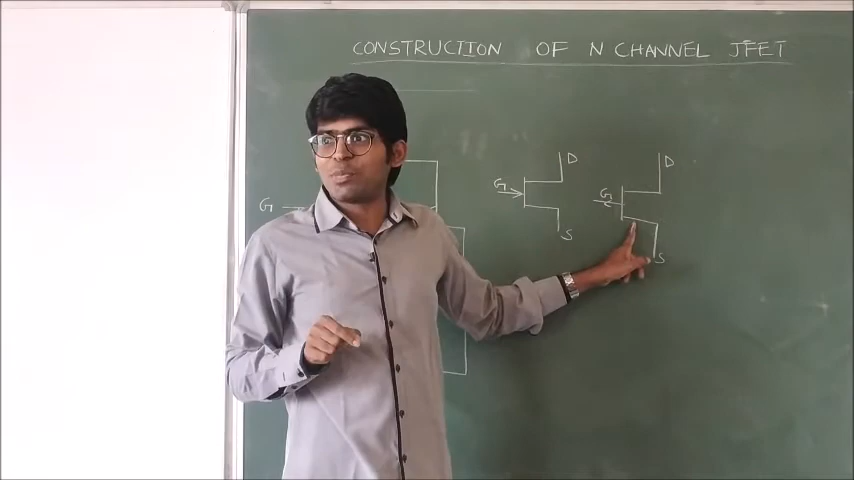 CONSTRUCTION OF N CHANNEL JFET
D D
G G
G
S
S